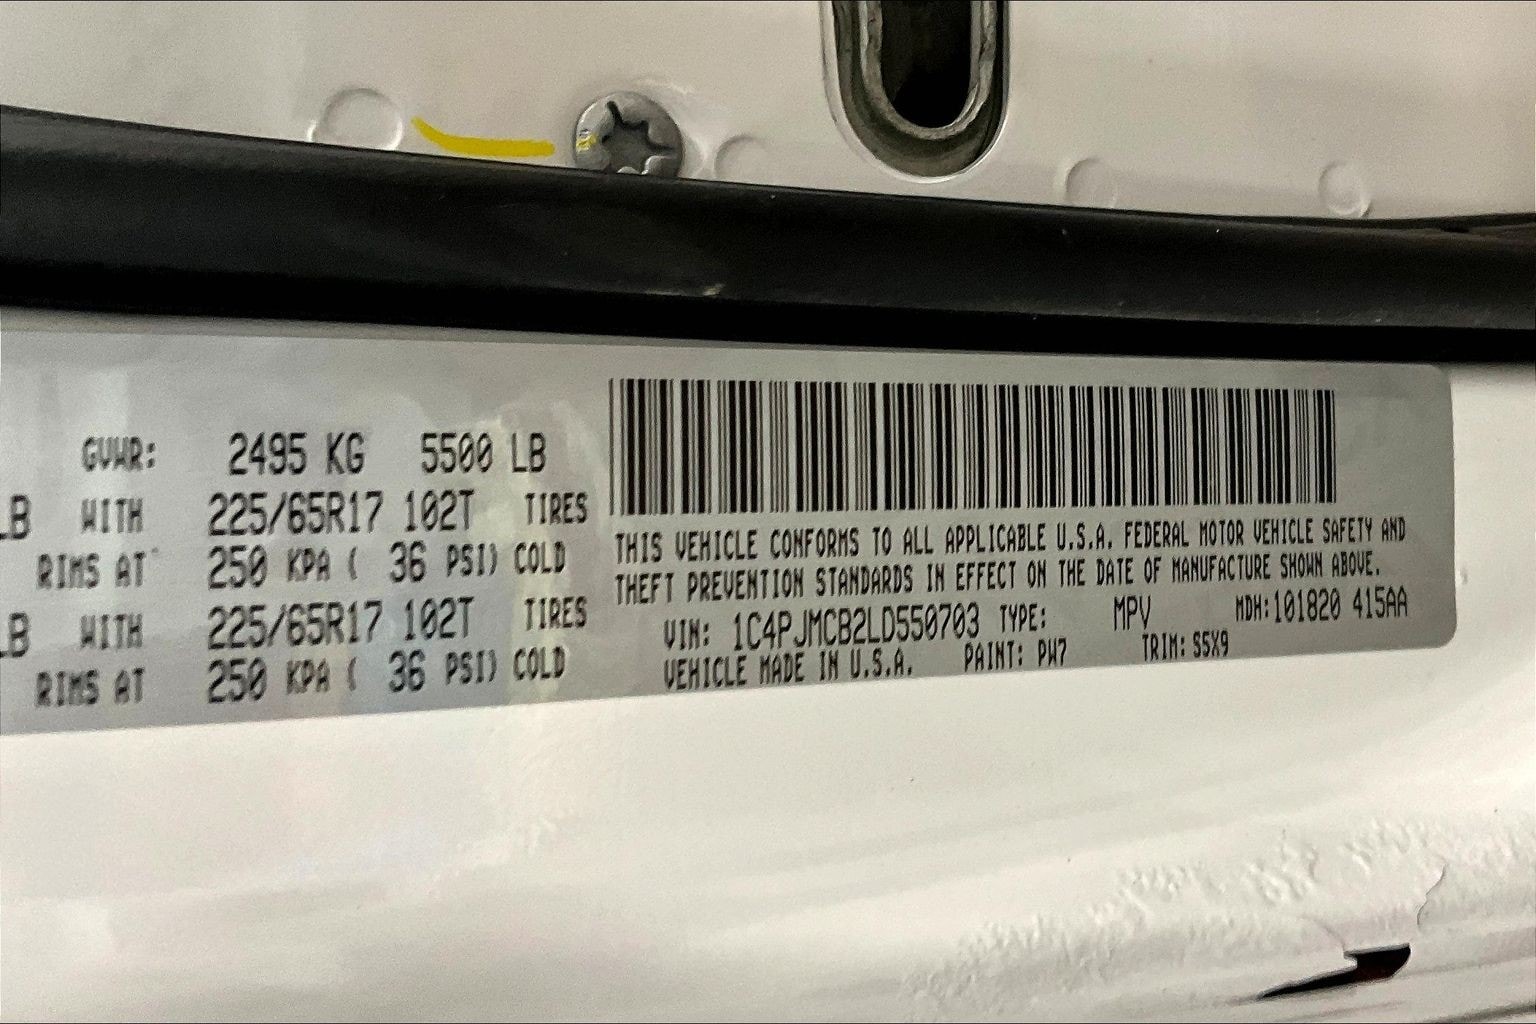 GVWR: 2495 KG 5500 LB
LB WITH 225/65R17 102T TIRES
RIMS AT 250 KPA ( 36 PSI) COLD
LB WITH 225/65R17 102T TIRES
RIMS AT 250 KPA ( 36 PSI) COLD
THIS VEHICLE CONFORMS TO ALL APPLICABLE U.S.A. FEDERAL MOTOR VEHICLE SAFETY AND
THEFT PREVENTION STANDARDS IN EFFECT ON THE DATE OF MANUFACTURE SHOWN ABOVE.
VIN: 1C4PJMCB2LD550703 TYPE: MPV MDH: 101820 415AA
VEHICLE MADE IN U.S.A. PAINT: PW7 TRIM: S5X9